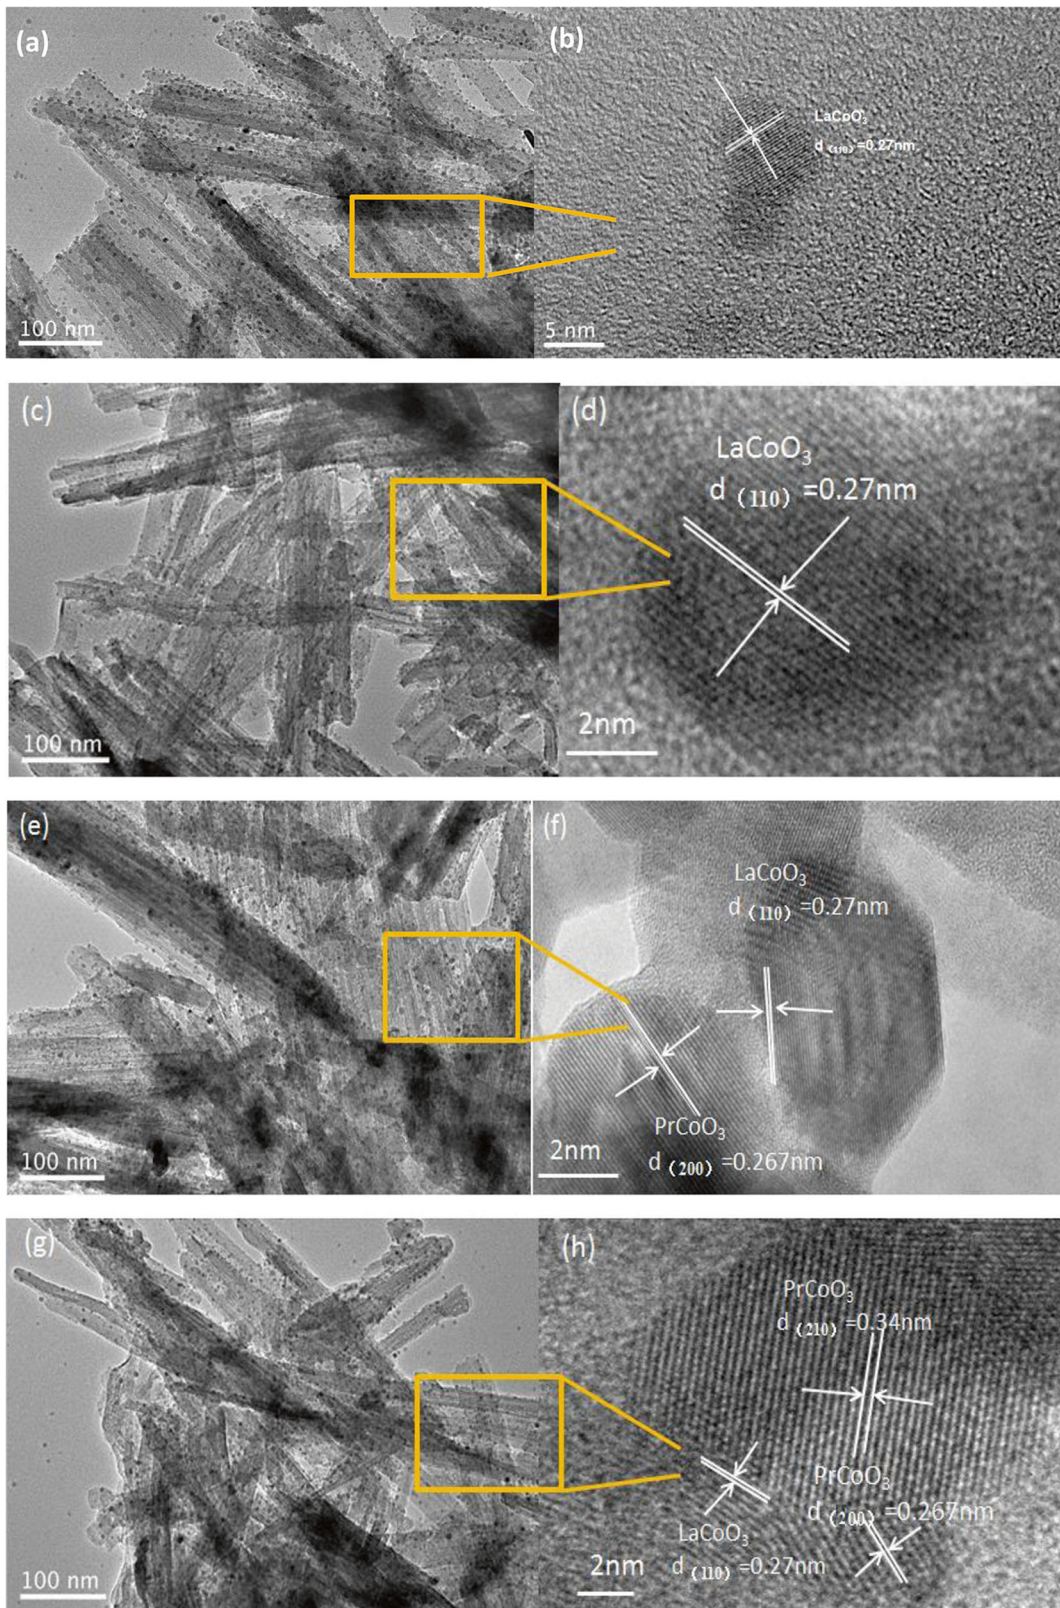 (a)
100 nm
(b)
LaCoO₃
d (110) =0.27nm
5 nm
(c)
100 nm
(d)
LaCoO₃
d (110) =0.27nm
2nm
(e)
100 nm
(f)
LaCoO₃
d (110) =0.27nm
PrCoO₃
d (200) =0.267nm
2nm
(g)
100 nm
(h)
PrCoO₃
d (210) =0.34nm
PrCoO₃
d (200) =0.267nm
LaCoO₃
d (110) =0.27nm
2nm